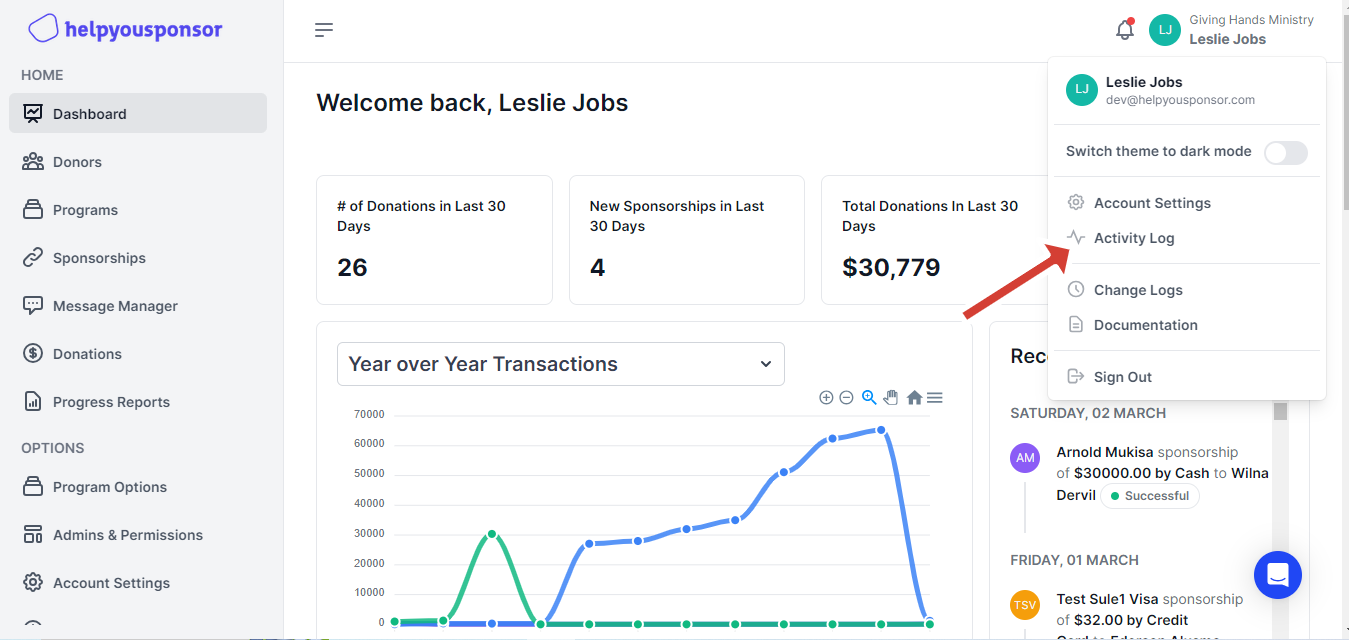 helpyousponsor
HOME
Dashboard
Donors
Programs
Sponsorships
Message Manager
Donations
Progress Reports
OPTIONS
Program Options
Admins & Permissions
Account Settings
LJ
Giving Hands Ministry
Leslie Jobs
Welcome back, Leslie Jobs
# of Donations in Last 30
Days
26
New Sponsorships in Last
30 Days
4
Total Donations In Last 30
Days
$30,779
LJ
Leslie Jobs
dev@helpyousponsor.com
Switch theme to dark mode
Account Settings
Activity Log
Change Logs
Documentation
Sign Out
Year over Year Transactions
70000
60000
50000
40000
30000
20000
10000
0
SATURDAY, 02 MARCH
AM
Arnold Mukisa sponsorship
of $30000.00 by Cash to Wilna
Dervil Successful
FRIDAY, 01 MARCH
TSV
Test Sule1 Visa sponsorship
of $32.00 by Credit